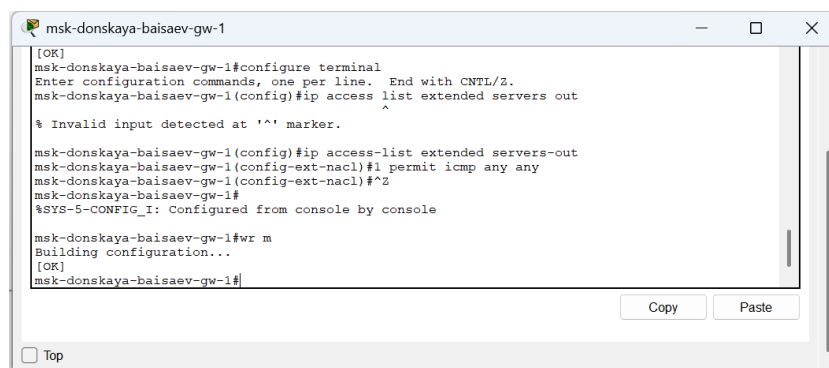 msk-donskaya-baisaev-gw-1
[OK]
msk-donskaya-baisaev-gw-1#configure terminal
Enter configuration commands, one per line.  End with CNTL/Z.
msk-donskaya-baisaev-gw-1(config)#ip access list extended servers out
^
% Invalid input detected at '^' marker.
msk-donskaya-baisaev-gw-1(config)#ip access-list extended servers-out
msk-donskaya-baisaev-gw-1(config-ext-nacl)#1 permit icmp any any
msk-donskaya-baisaev-gw-1(config-ext-nacl)#^Z
msk-donskaya-baisaev-gw-1#
%SYS-5-CONFIG_I: Configured from console by console
msk-donskaya-baisaev-gw-1#wr m
Building configuration...
[OK]
msk-donskaya-baisaev-gw-1#
Copy Paste
Top